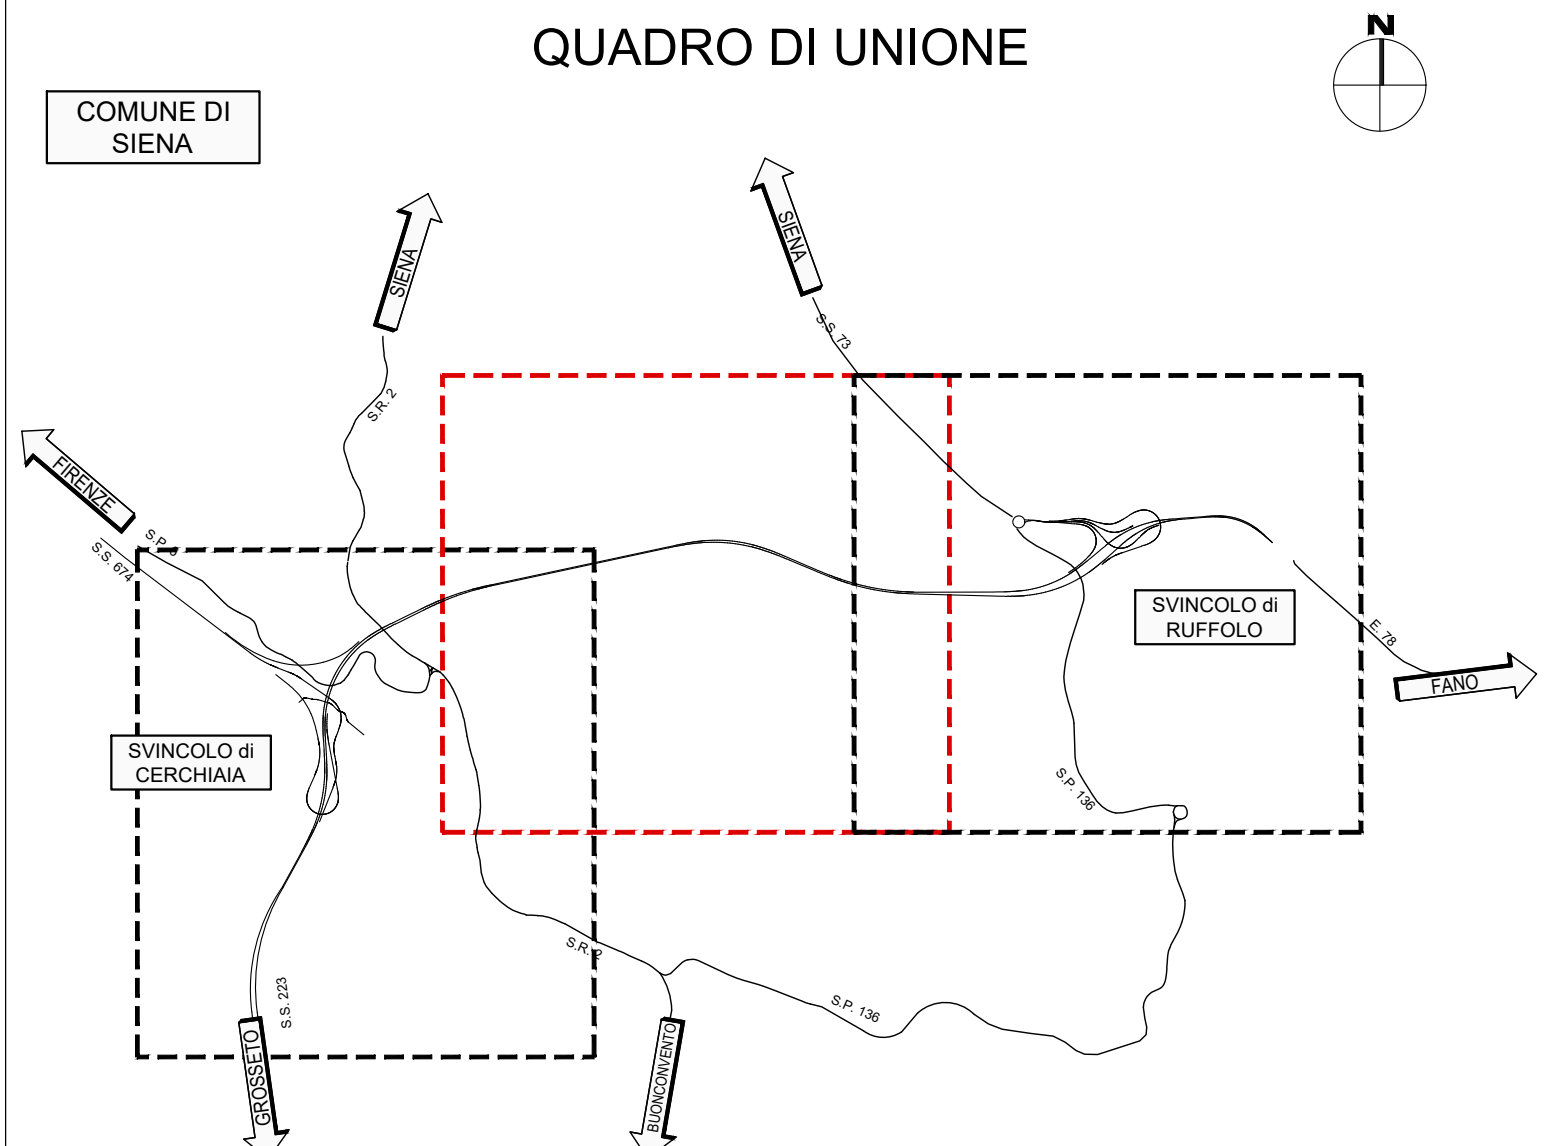 QUADRO DI UNIONE
N
COMUNE DI
SIENA
SIENA
SIENA
S.S. 73
S.R. 2
FIRENZE
S.P.
S.S. 674
SVINCOLO di
RUFFOLO
E. 78
FANO
SVINCOLO di
CERCHIAIA
S.P. 136
S.R. 2
S.S. 223
S.P. 136
GROSSETO
BUONCONVENTO